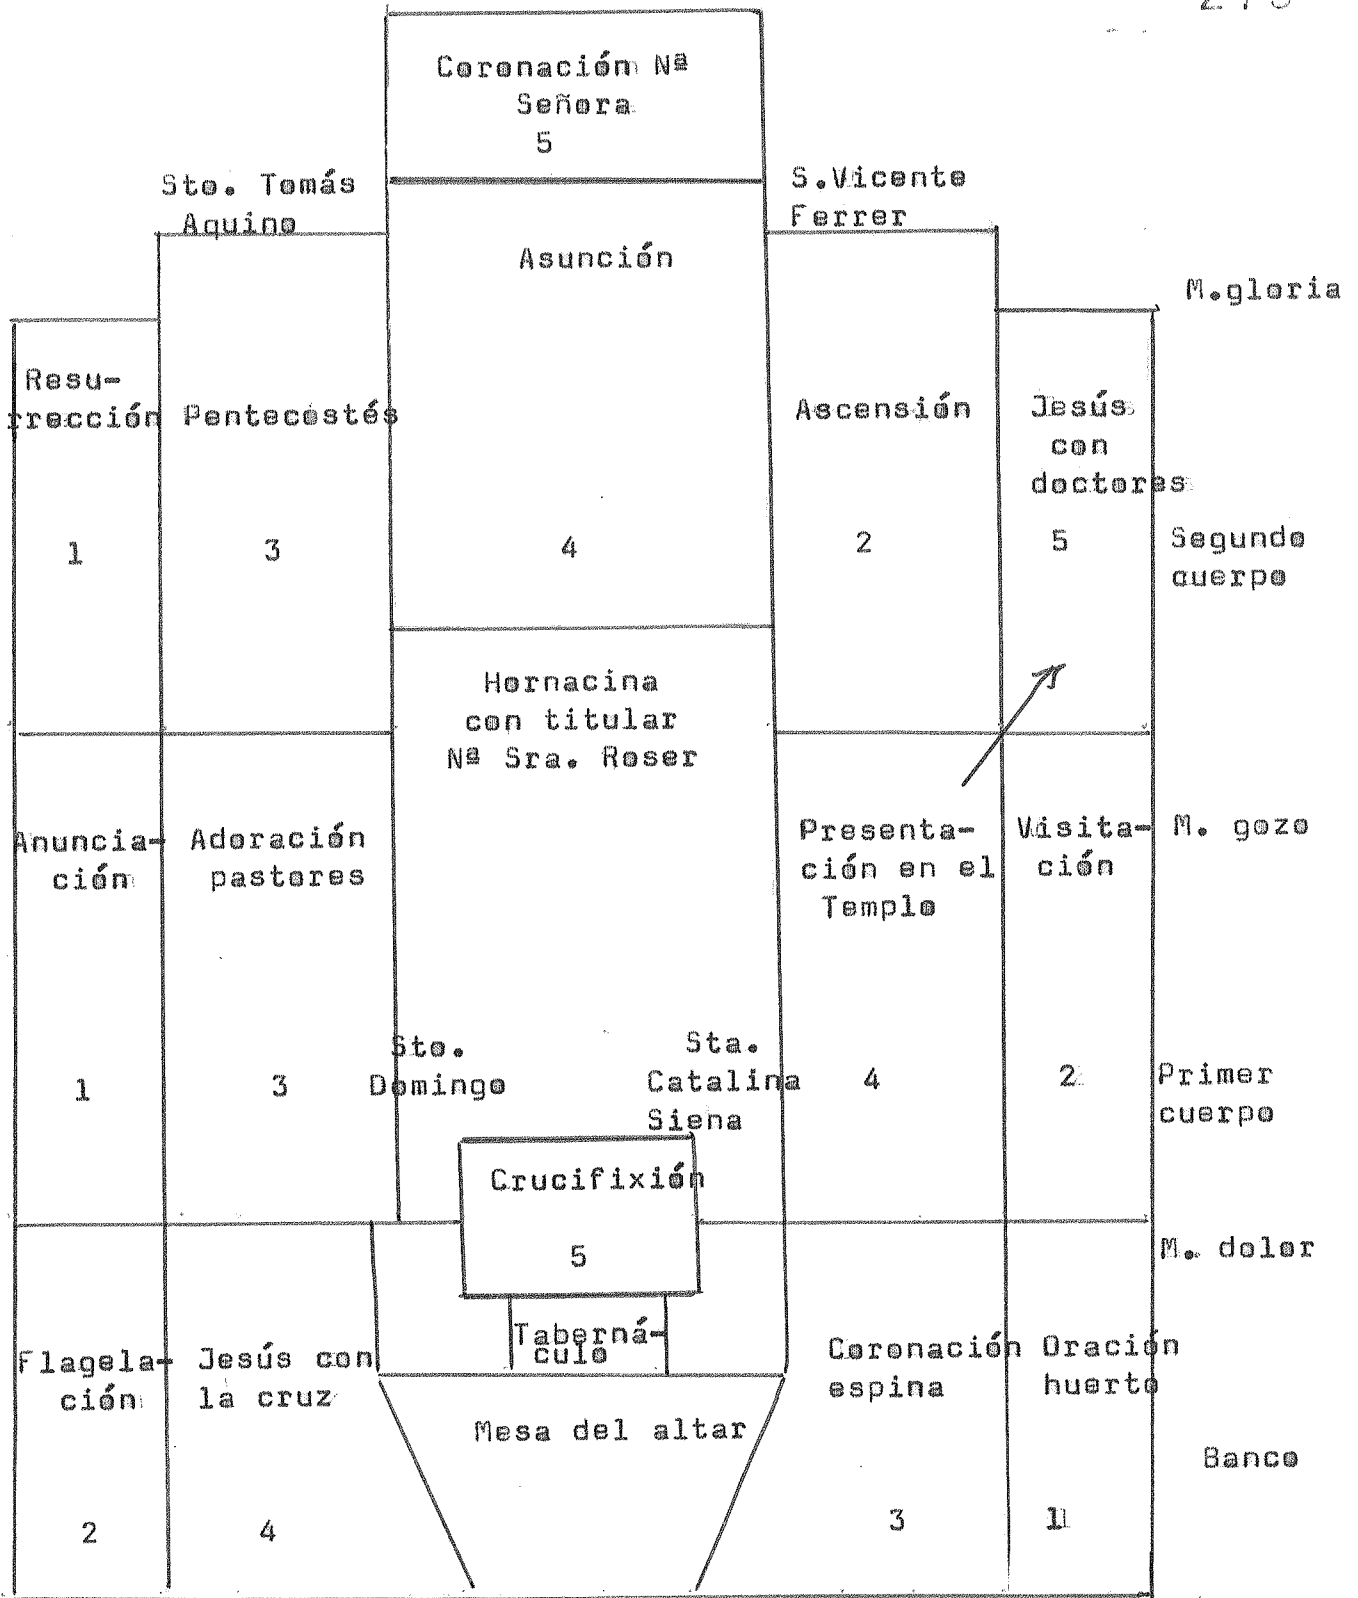 Coronación Nª
Señora
5
Sto. Tomás
Aquino
S.Vicente
Ferrer
Asunción
M.gloria
Resu-
rrección
Pentecostés
Ascensión
Jesús
con
doctores
1
3
4
2
5
Segundo
cuerpo
Hornacina
con titular
Nª Sra. Roser
Anuncia-
ción
Adoración
pastores
Presenta-
ción en el
Templo
Visita-
ción
M. gozo
1
3
Sto.
Domingo
Sta.
Catalina
Siena
4
2
Primer
cuerpo
Crucifixión
5
M. dolor
Taberná-
culo
Flagela-
ción
Jesús con
la cruz
Coronación
espina
Oración
huerto
Mesa del altar
Banco
2
4
3
1